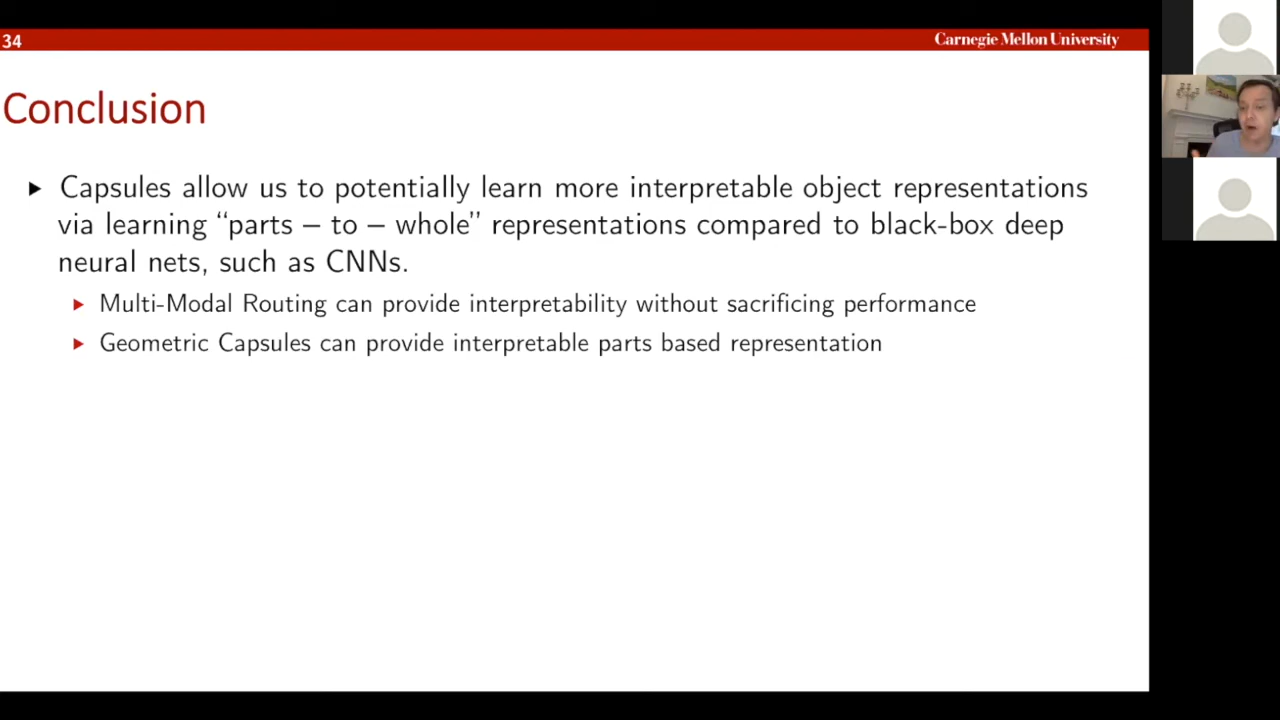 34
Carnegie Mellon University
Conclusion
Capsules allow us to potentially learn more interpretable object representations
via learning “parts – to – whole” representations compared to black-box deep
neural nets, such as CNNs.
Multi-Modal Routing can provide interpretability without sacrificing performance
Geometric Capsules can provide interpretable parts based representation